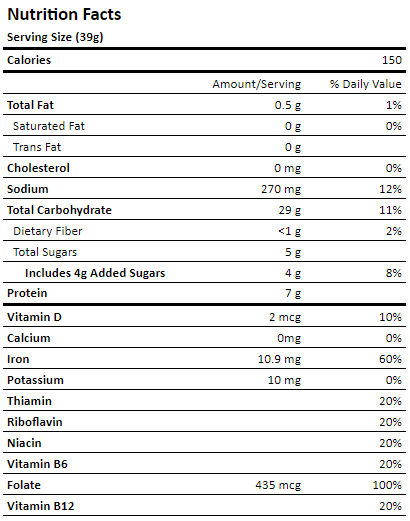 Nutrition Facts
Serving Size (39g)
Calories 150
Amount/Serving % Daily Value
Total Fat 0.5 g 1%
Saturated Fat 0 g 0%
Trans Fat 0 g
Cholesterol 0 mg 0%
Sodium 270 mg 12%
Total Carbohydrate 29 g 11%
Dietary Fiber <1 g 2%
Total Sugars 5 g
Includes 4g Added Sugars 4 g 8%
Protein 7 g
Vitamin D 2 mcg 10%
Calcium 0mg 0%
Iron 10.9 mg 60%
Potassium 10 mg 0%
Thiamin 20%
Riboflavin 20%
Niacin 20%
Vitamin B6 20%
Folate 435 mcg 100%
Vitamin B12 20%